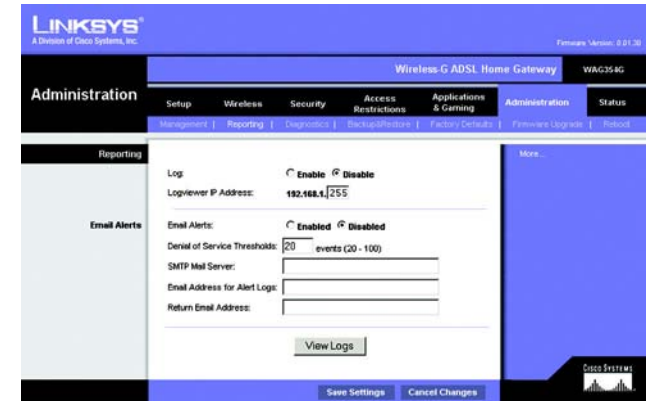 LINKSYS®
A Division of Cisco Systems, Inc.
Firmware Version: 0.01.30
Wireless-G ADSL Home Gateway WAG354G
Administration
Setup Wireless Security Access Restrictions Applications & Gaming Administration Status
Management | Reporting | Diagnostics | Backup&Restore | Factory Defaults | Firmware Upgrade | Reboot
Reporting
More...
Log: Enable Disable
Logviewer IP Address: 192.168.1. 255
Email Alerts
Email Alerts: Enabled Disabled
Denial of Service Thresholds: 20 events (20 - 100)
SMTP Mail Server:
Email Address for Alert Logs:
Return Email Address:
View Logs
Save Settings Cancel Changes
CISCO SYSTEMS